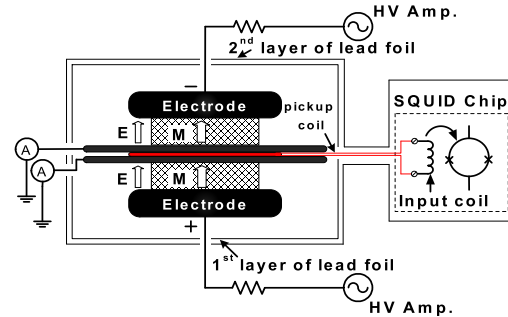 HV Amp.
2nd layer of lead foil
−
Electrode
pickup
coil
SQUID Chip
E
M
A
A
E
M
Input coil
Electrode
+
1st layer of lead foil
HV Amp.